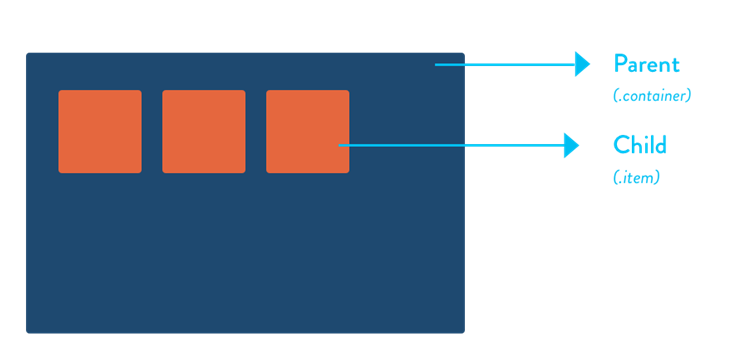 Parent
(.container)
Child
(.item)